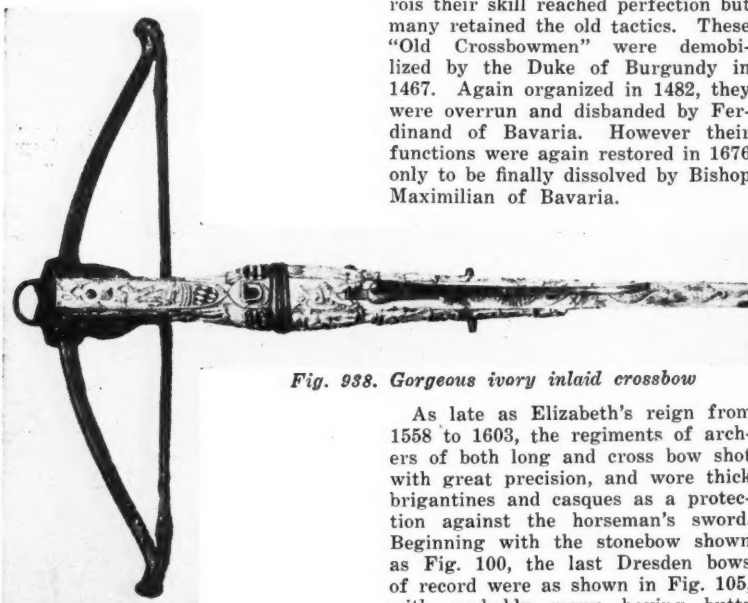 rois their skill reached perfection but
many retained the old tactics. These
"Old Crossbowmen" were demobi-
lized by the Duke of Burgundy in
1467. Again organized in 1482, they
were overrun and disbanded by Fer-
dinand of Bavaria. However their
functions were again restored in 1676
only to be finally dissolved by Bishop
Maximilian of Bavaria.
Fig. 938. Gorgeous ivory inlaid crossbow
As late as Elizabeth's reign from
1558 to 1603, the regiments of arch-
ers of both long and cross bow shot
with great precision, and wore thick
brigantines and casques as a protec-
tion against the horseman's sword.
Beginning with the stonebow shown
as Fig. 100, the last Dresden bows
of record were as shown in Fig. 105,